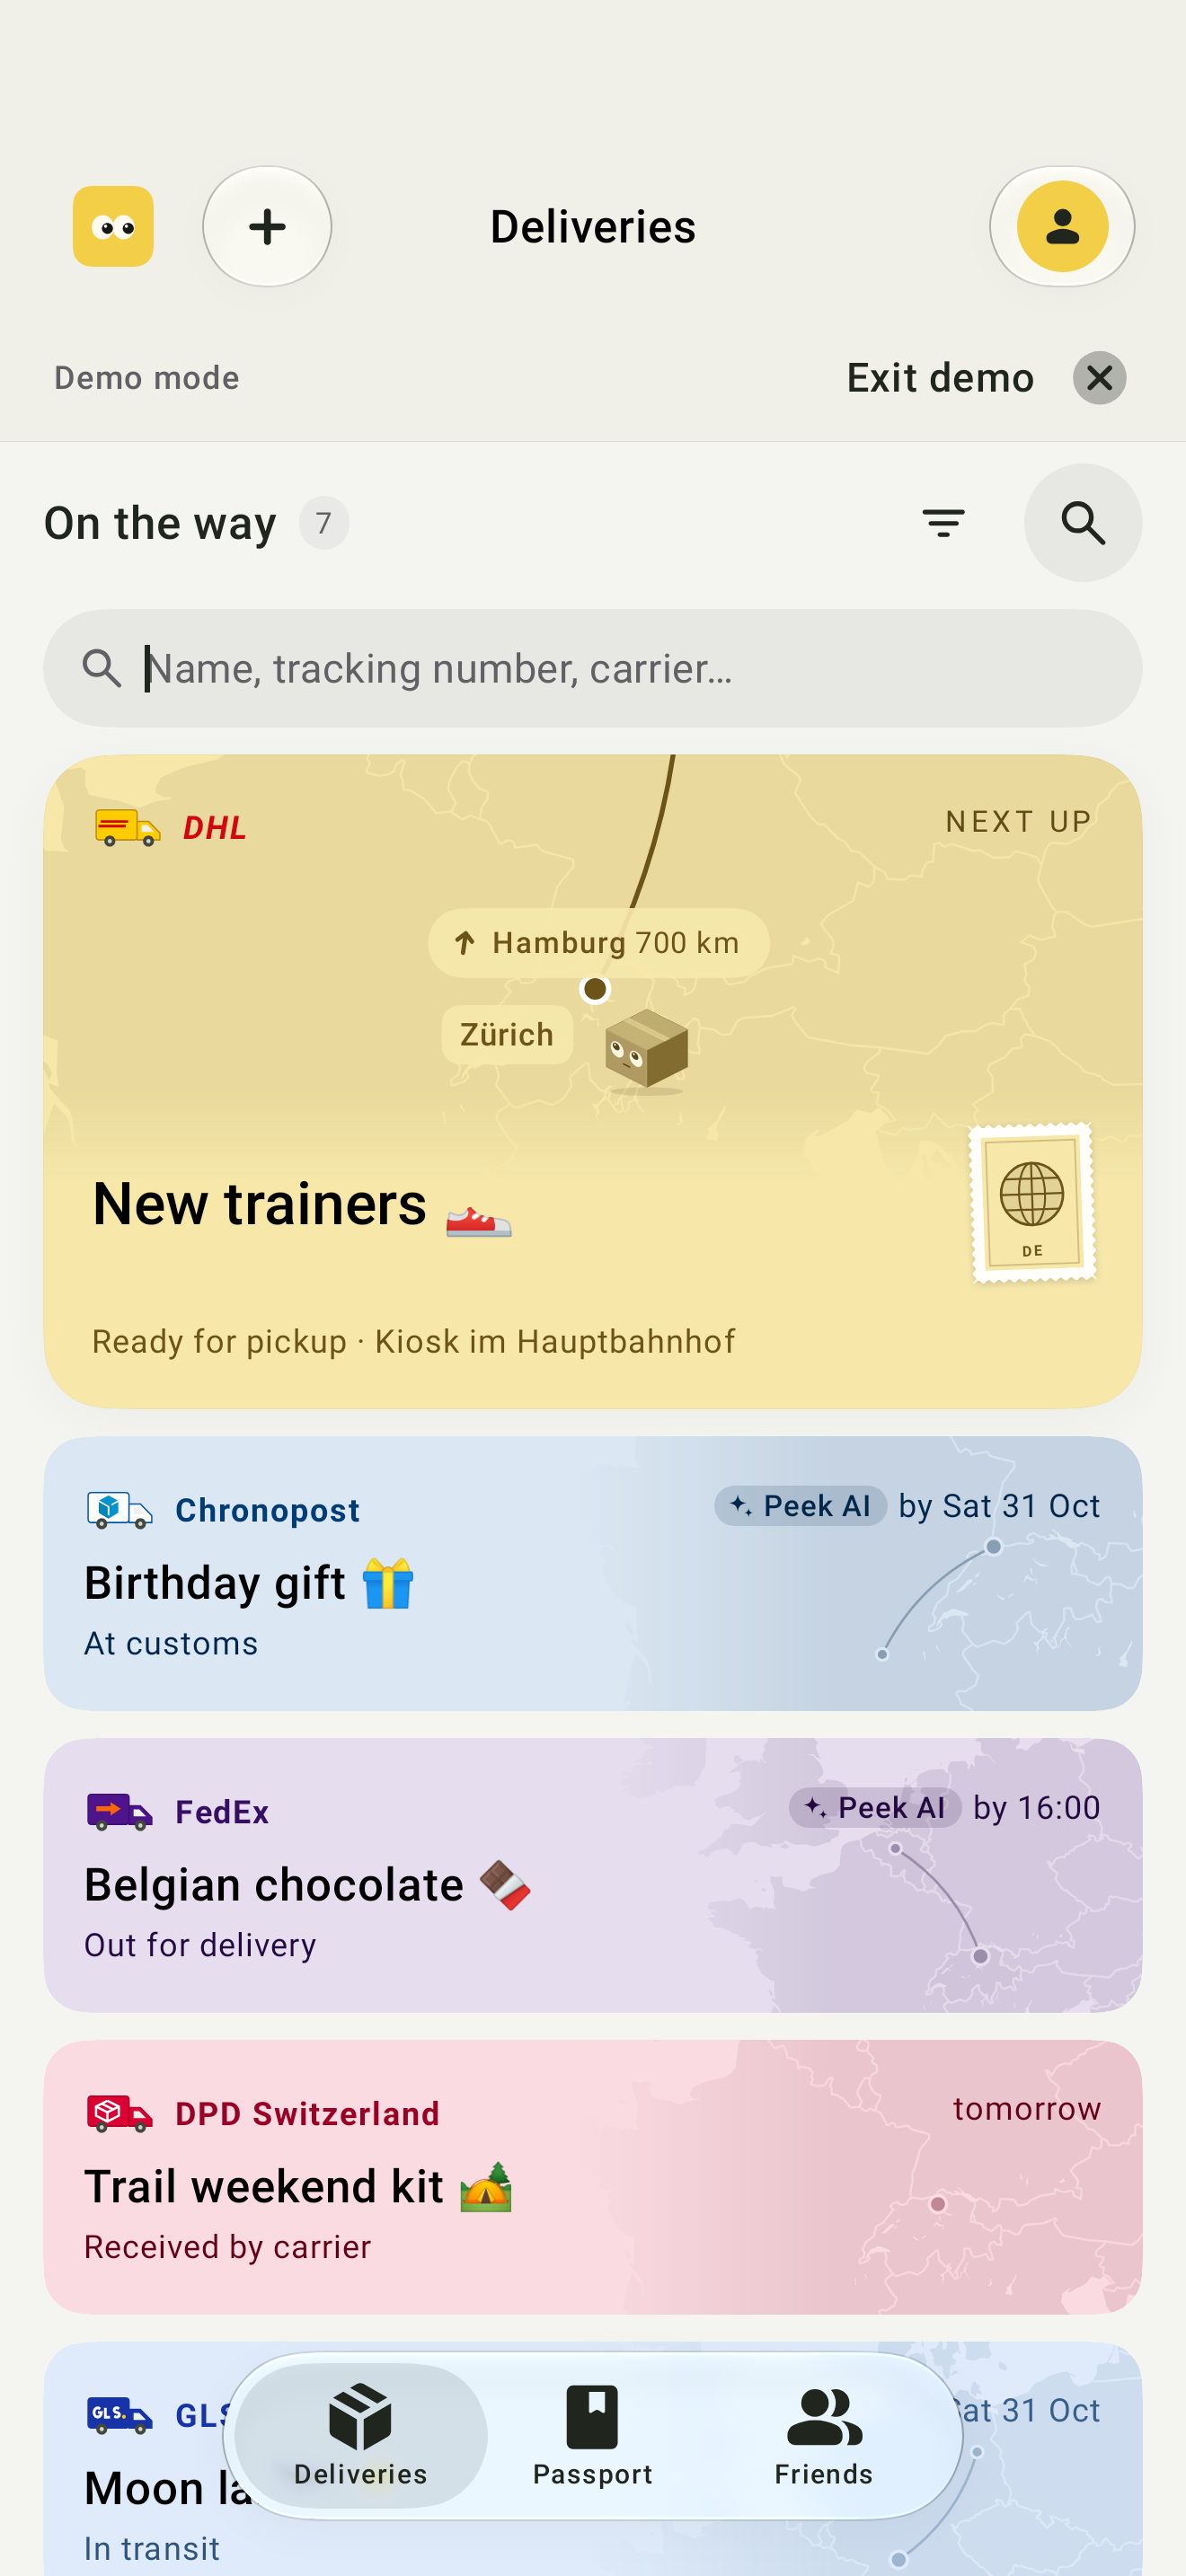 Deliveries
Demo mode
Exit demo
On the way 7
Name, tracking number, carrier...
DHL
NEXT UP
Hamburg 700 km
Zürich
New trainers
DE
Ready for pickup · Kiosk im Hauptbahnhof
Chronopost
Peek AI by Sat 31 Oct
Birthday gift
At customs
FedEx
Peek AI by 16:00
Belgian chocolate
Out for delivery
DPD Switzerland
tomorrow
Trail weekend kit
Received by carrier
GLS.
GLS
Sat 31 Oct
Moon la
In transit
Deliveries
Passport
Friends